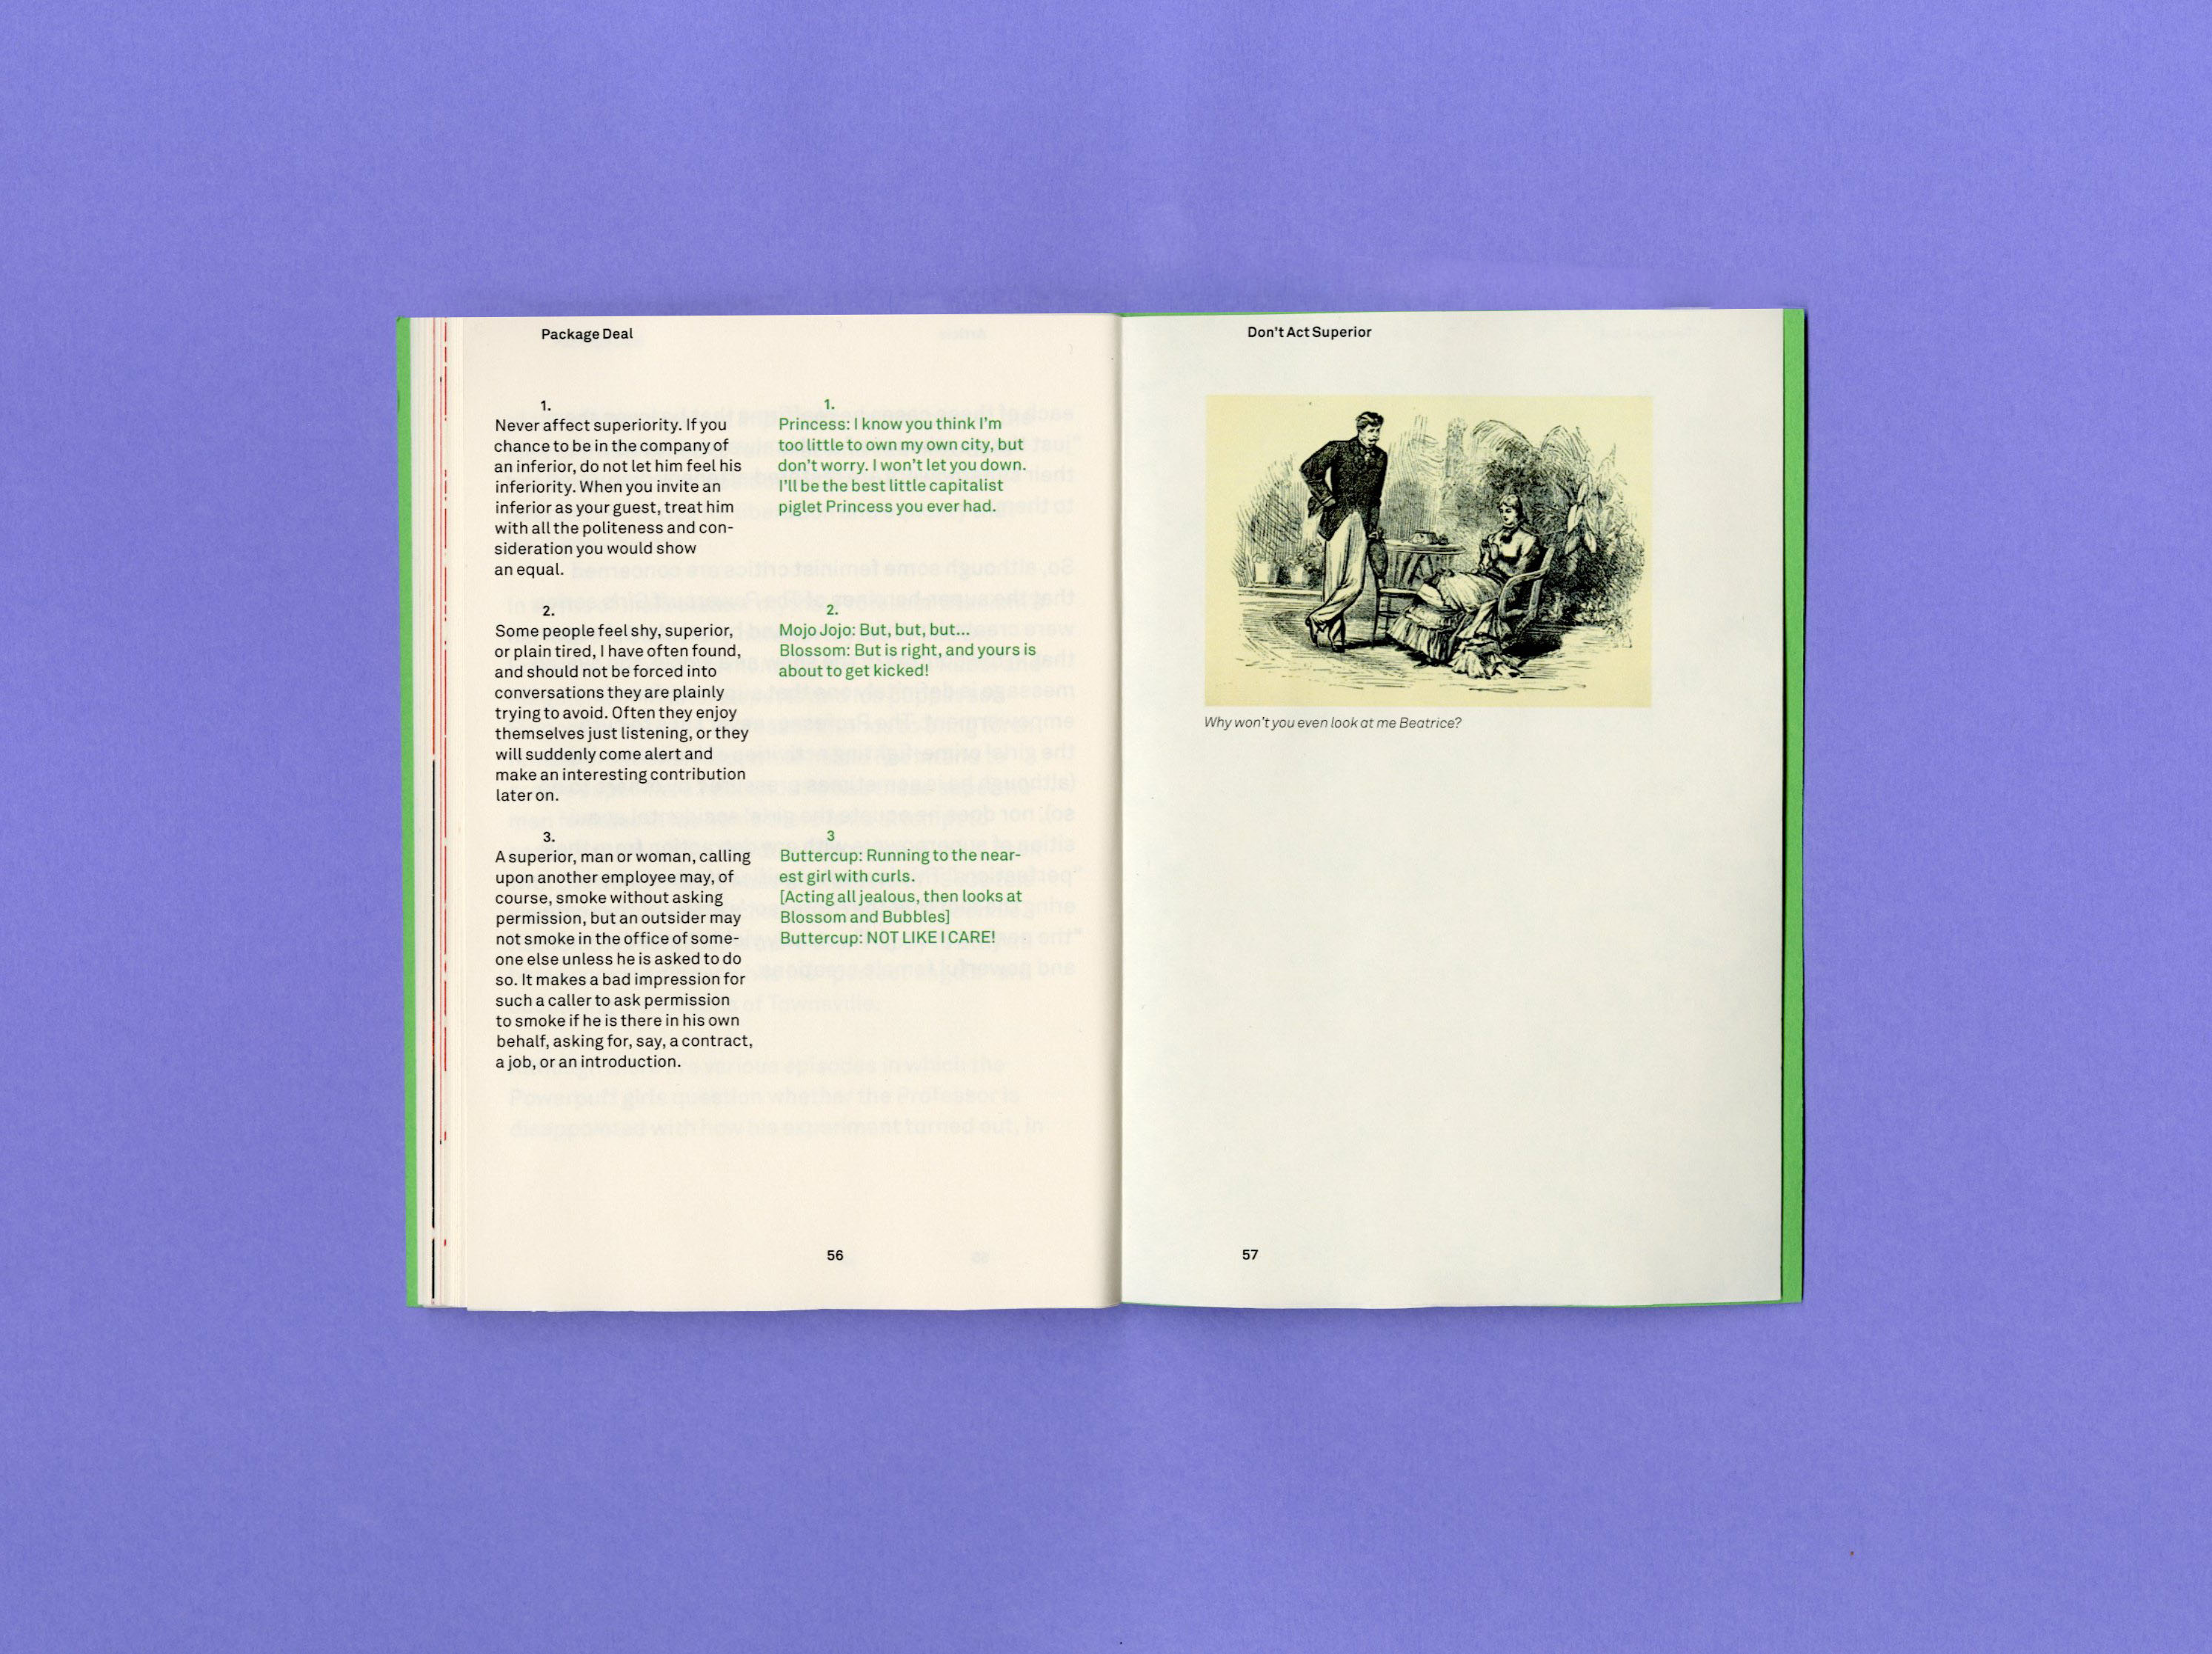 Package Deal
1.
Never affect superiority. If you
chance to be in the company of
an inferior, do not let him feel his
inferiority. When you invite an
inferior as your guest, treat him
with all the politeness and con-
sideration you would show
an equal.
2.
Some people feel shy, superior,
or plain tired, I have often found,
and should not be forced into
conversations they are plainly
trying to avoid. Often they enjoy
themselves just listening, or they
will suddenly come alert and
make an interesting contribution
later on.
3.
A superior, man or woman, calling
upon another employee may, of
course, smoke without asking
permission, but an outsider may
not smoke in the office of some-
one else unless he is asked to do
so. It makes a bad impression for
such a caller to ask permission
to smoke if he is there in his own
behalf, asking for, say, a contract,
a job, or an introduction.
1.
Princess: I know you think I'm
too little to own my own city, but
don't worry. I won't let you down.
I'll be the best little capitalist
piglet Princess you ever had.
2.
Mojo Jojo: But, but, but...
Blossom: But is right, and yours is
about to get kicked!
3
Buttercup: Running to the near-
est girl with curls.
[Acting all jealous, then looks at
Blossom and Bubbles]
Buttercup: NOT LIKE I CARE!
56
Don't Act Superior
Why won't you even look at me Beatrice?
57